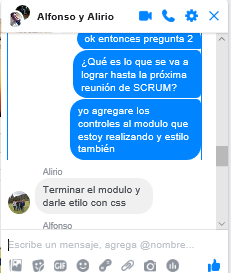 Alfonso y Alirio
ok entonces pregunta 2
¿Qué es lo que se va a
lograr hasta la próxima
reunión de SCRUM?
yo agregare los
controles al modulo que
estoy realizando y estilo
también
Alirio
Terminar el modulo y
darle etilo con css
Alfonso
Escribe un mensaje, agrega @nombre...
GIF